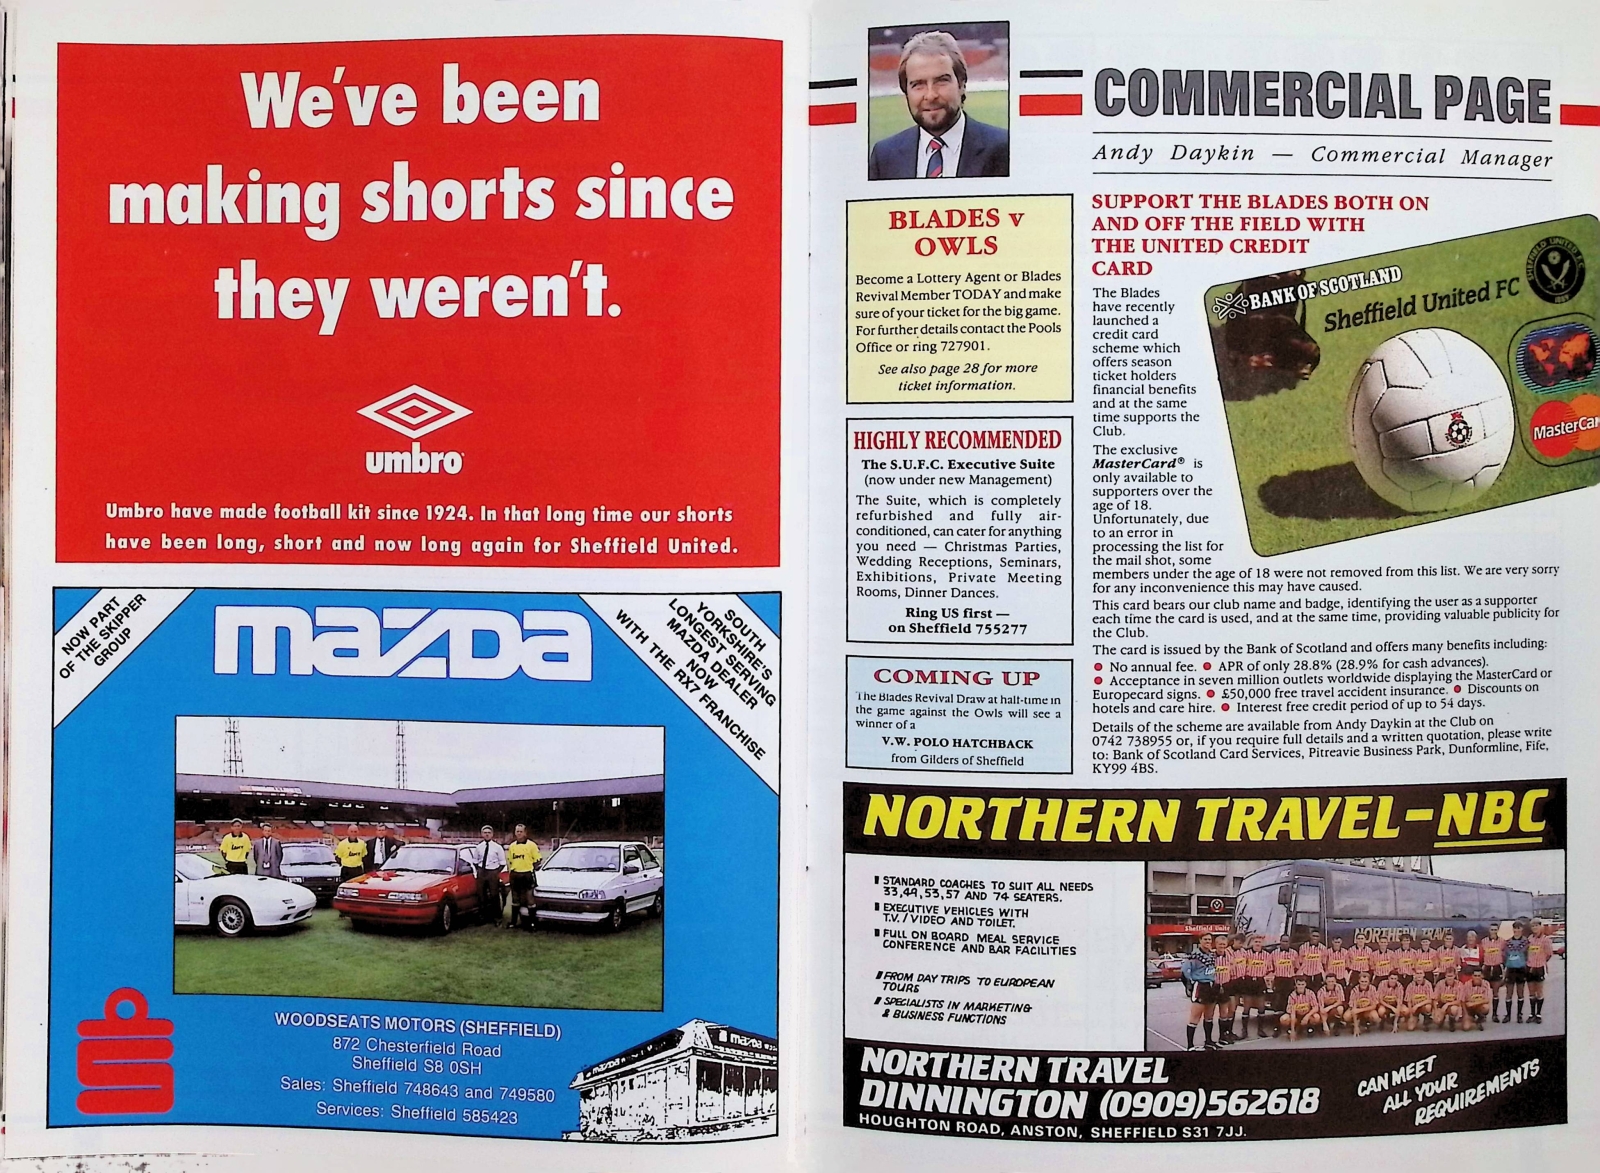 We've been
making shorts since
they weren't.
umbro
Umbro have made football kit since 1924. In that long time our shorts
have been long, short and now long again for Sheffield United.
NOW PART
OF THE SKIPPER
GROUP
mazda
SOUTH
YORKSHIRE'S
LONGEST SERVING
MAZDA DEALER
NOW
WITH THE RX7 FRANCHISE
WOODSEATS MOTORS (SHEFFIELD)
872 Chesterfield Road
Sheffield S8 0SH
Sales: Sheffield 748643 and 749580
Services: Sheffield 585423
mazda
mazda
COMMERCIAL PAGE
Andy Daykin — Commercial Manager
BLADES v
OWLS
Become a Lottery Agent or Blades
Revival Member TODAY and make
sure of your ticket for the big game.
For further details contact the Pools
Office or ring 727901.
See also page 28 for more
ticket information.
HIGHLY RECOMMENDED
The S.U.F.C. Executive Suite
(now under new Management)
The Suite, which is completely
refurbished and fully air-
conditioned, can cater for anything
you need — Christmas Parties,
Wedding Receptions, Seminars,
Exhibitions, Private Meeting
Rooms, Dinner Dances.
Ring US first —
on Sheffield 755277
COMING UP
The Blades Revival Draw at half-time in
the game against the Owls will see a
winner of a
V.W. POLO HATCHBACK
from Gilders of Sheffield
SUPPORT THE BLADES BOTH ON
AND OFF THE FIELD WITH
THE UNITED CREDIT
CARD
The Blades
have recently
launched a
credit card
scheme which
offers season
ticket holders
financial benefits
and at the same
time supports the
Club.
The exclusive
MasterCard® is
only available to
supporters over the
age of 18.
Unfortunately, due
to an error in
processing the list for
the mail shot, some
members under the age of 18 were not removed from this list. We are very sorry
for any inconvenience this may have caused.
This card bears our club name and badge, identifying the user as a supporter
each time the card is used, and at the same time, providing valuable publicity for
the Club.
The card is issued by the Bank of Scotland and offers many benefits including:
● No annual fee. ● APR of only 28.8% (28.9% for cash advances).
● Acceptance in seven million outlets worldwide displaying the MasterCard or
Europecard signs. ● £50,000 free travel accident insurance. ● Discounts on
hotels and care hire. ● Interest free credit period of up to 54 days.
Details of the scheme are available from Andy Daykin at the Club on
0742 738955 or, if you require full details and a written quotation, please write
to: Bank of Scotland Card Services, Pitreavie Business Park, Dunformline, Fife,
KY99 4BS.
BANK OF SCOTLAND
Sheffield United FC
MasterCar
NORTHERN TRAVEL-NBC
STANDARD COACHES TO SUIT ALL NEEDS
33,49,53,57 AND 74 SEATERS.
EXECUTIVE VEHICLES WITH
T.V./VIDEO AND TOILET.
FULL ON BOARD MEAL SERVICE
CONFERENCE AND BAR FACILITIES
FROM DAY TRIPS TO EUROPEAN
TOURS
SPECIALISTS IN MARKETING
& BUSINESS FUNCTIONS
Sheffield Unite
NORTHERN TRAVEL
NORTHERN TRAVEL
DINNINGTON (0909)562618
HOUGHTON ROAD, ANSTON, SHEFFIELD S31 7JJ.
CAN MEET
ALL YOUR
REQUIREMENTS